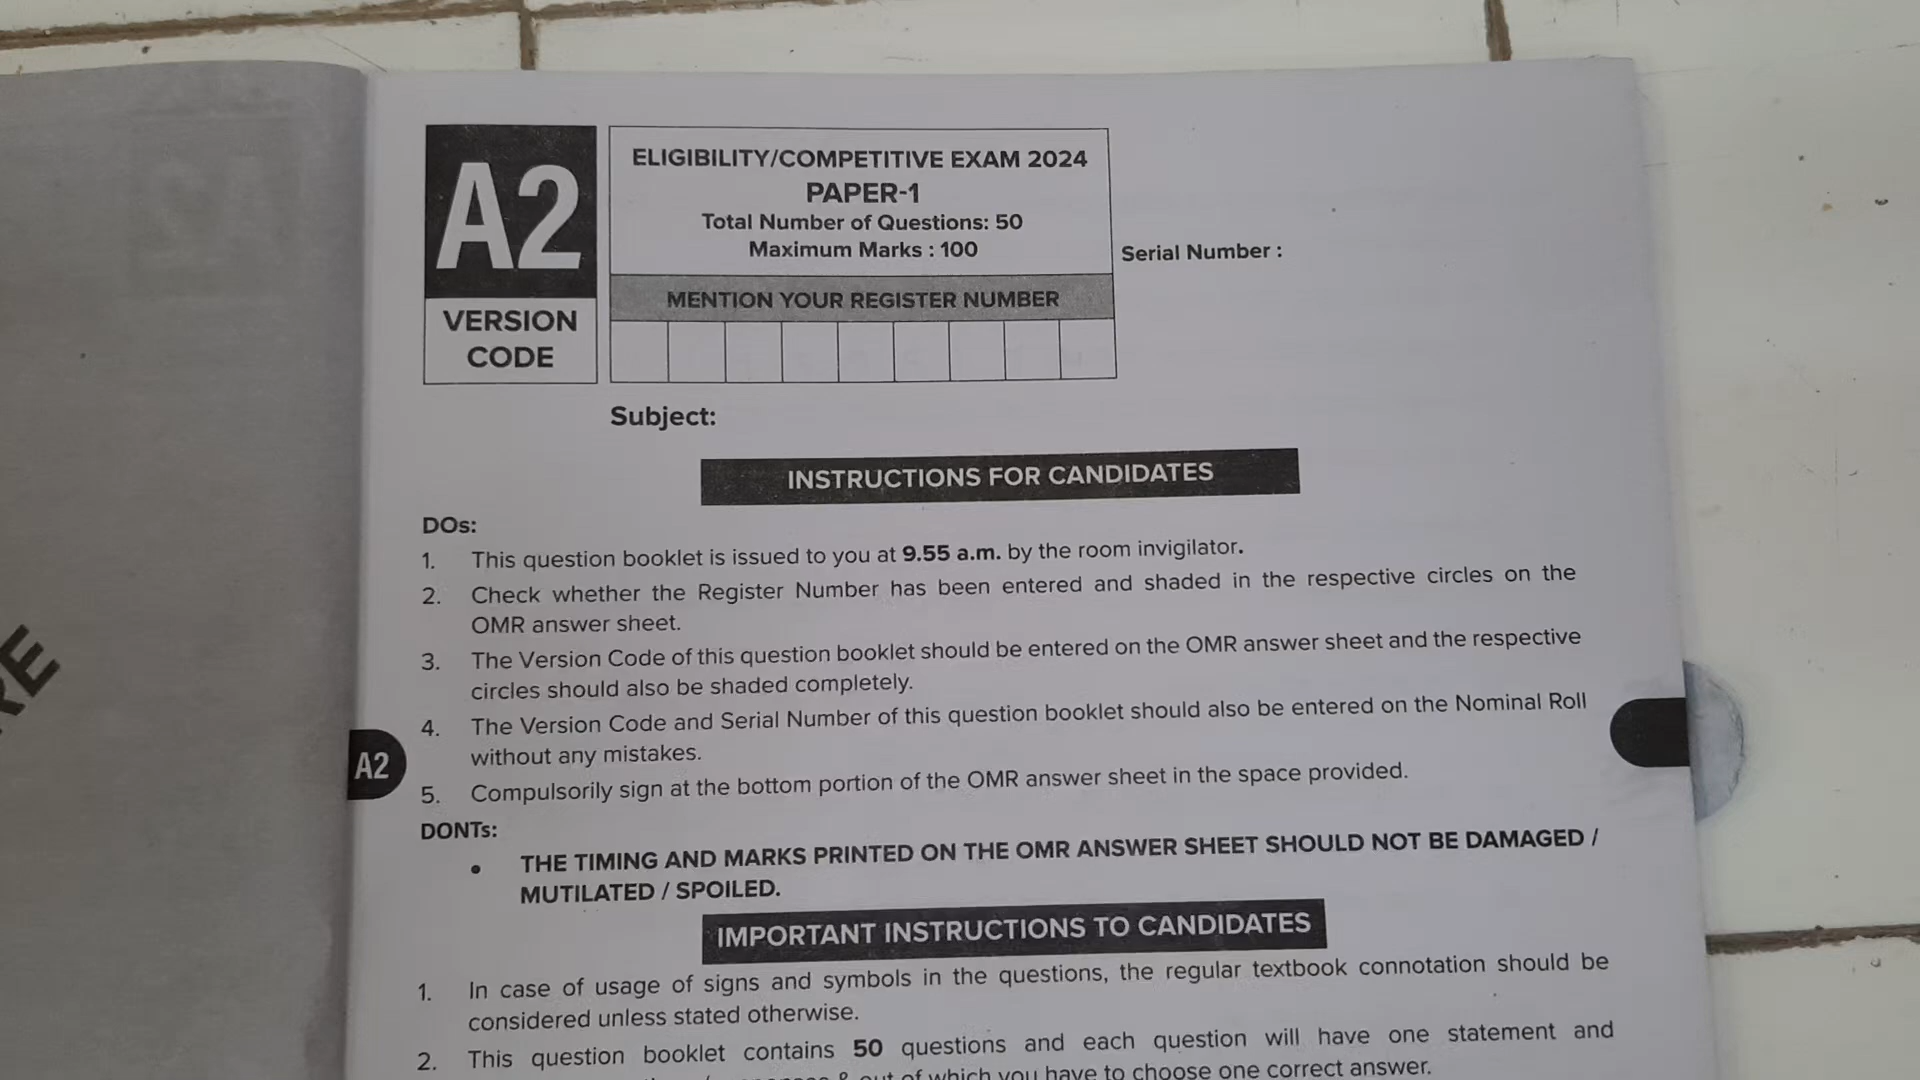 A2
VERSION
CODE
ELIGIBILITY/COMPETITIVE EXAM 2024
PAPER-1
Total Number of Questions: 50
Maximum Marks : 100
MENTION YOUR REGISTER NUMBER
Serial Number :
Subject:
INSTRUCTIONS FOR CANDIDATES
DOs:
1. This question booklet is issued to you at 9.55 a.m. by the room invigilator.
2. Check whether the Register Number has been entered and shaded in the respective circles on the
OMR answer sheet.
3. The Version Code of this question booklet should be entered on the OMR answer sheet and the respective
circles should also be shaded completely.
4. The Version Code and Serial Number of this question booklet should also be entered on the Nominal Roll
without any mistakes.
A2
5. Compulsorily sign at the bottom portion of the OMR answer sheet in the space provided.
DONTs:
• THE TIMING AND MARKS PRINTED ON THE OMR ANSWER SHEET SHOULD NOT BE DAMAGED /
MUTILATED / SPOILED.
IMPORTANT INSTRUCTIONS TO CANDIDATES
1. In case of usage of signs and symbols in the questions, the regular textbook connotation should be
considered unless stated otherwise.
2. This question booklet contains 50 questions and each question will have one statement and
out of which you have to choose one correct answer.